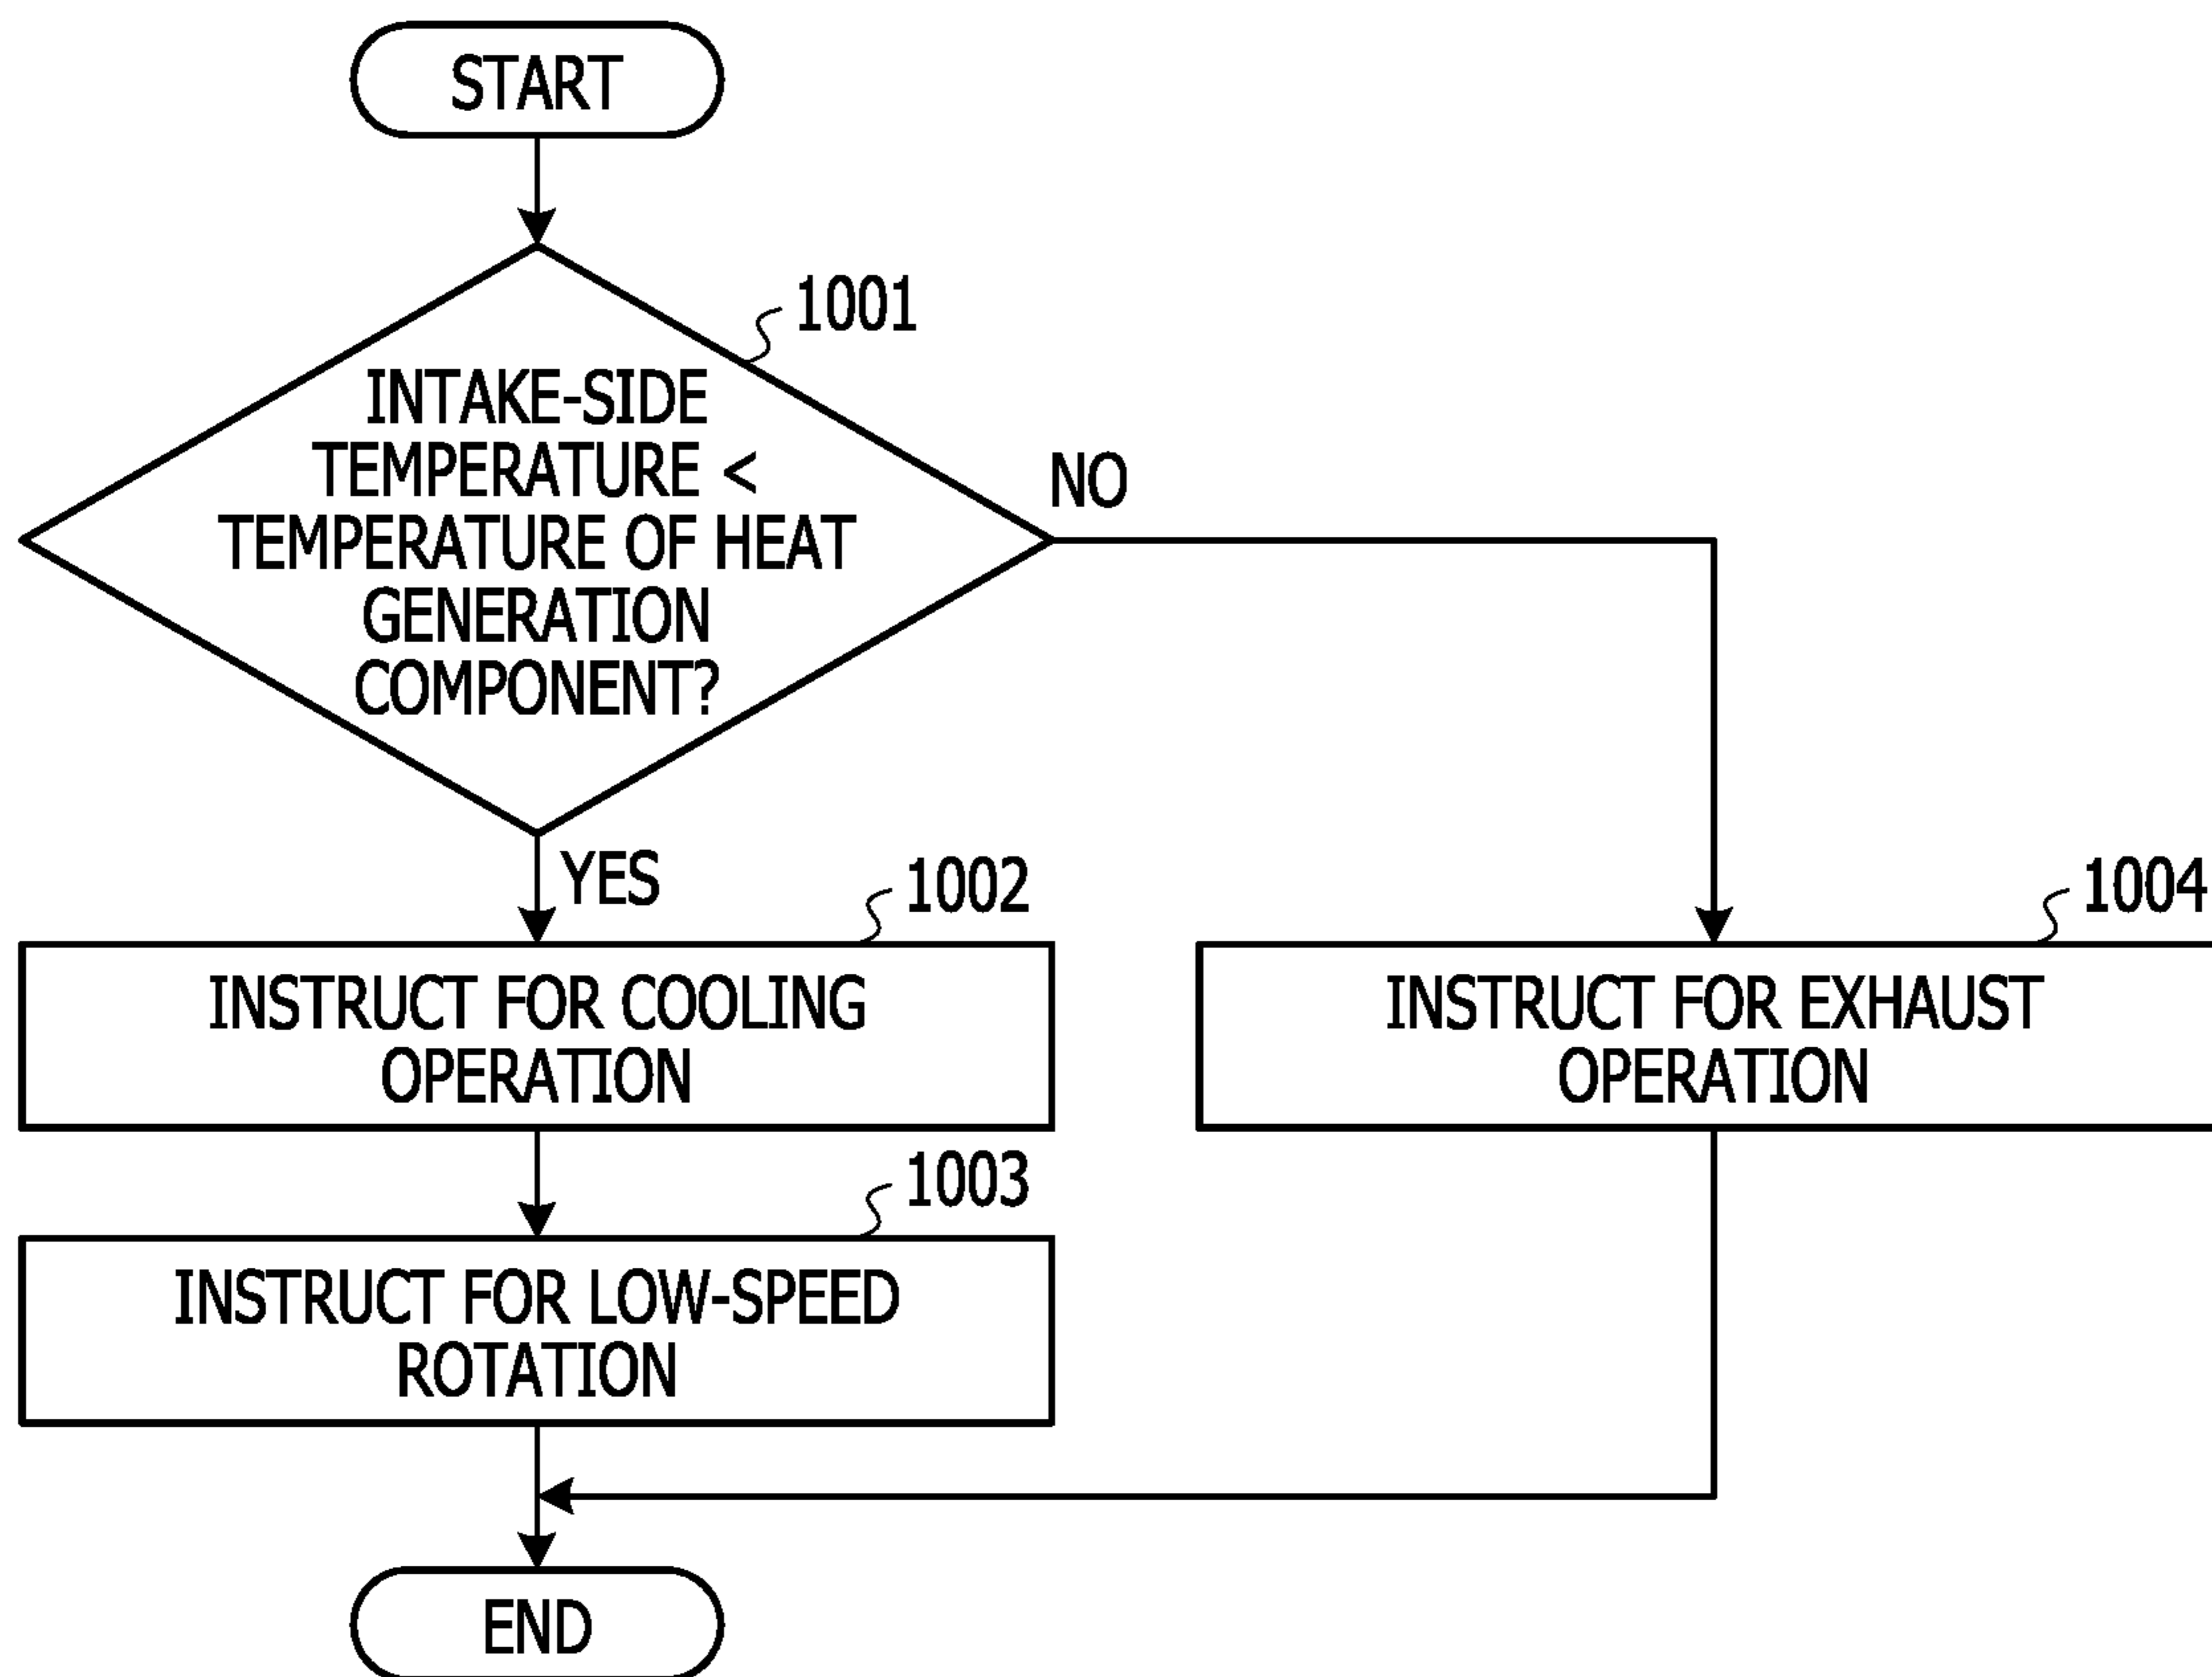 START
1001
INTAKE-SIDE
TEMPERATURE <
TEMPERATURE OF HEAT
GENERATION
COMPONENT?
NO
YES
1002
INSTRUCT FOR COOLING
OPERATION
1004
INSTRUCT FOR EXHAUST
OPERATION
1003
INSTRUCT FOR LOW-SPEED
ROTATION
END